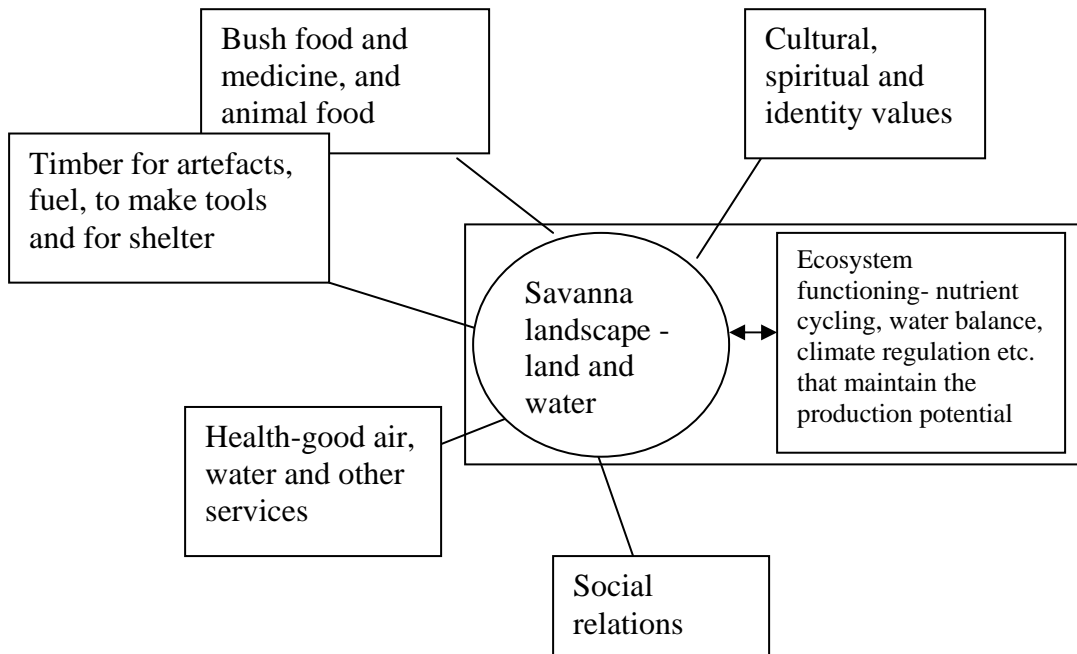 Bush food and
medicine, and
animal food
Cultural,
spiritual and
identity values
Timber for artefacts,
fuel, to make tools
and for shelter
Savanna
landscape -
land and
water
Ecosystem
functioning- nutrient
cycling, water balance,
climate regulation etc.
that maintain the
production potential
Health-good air,
water and other
services
Social
relations